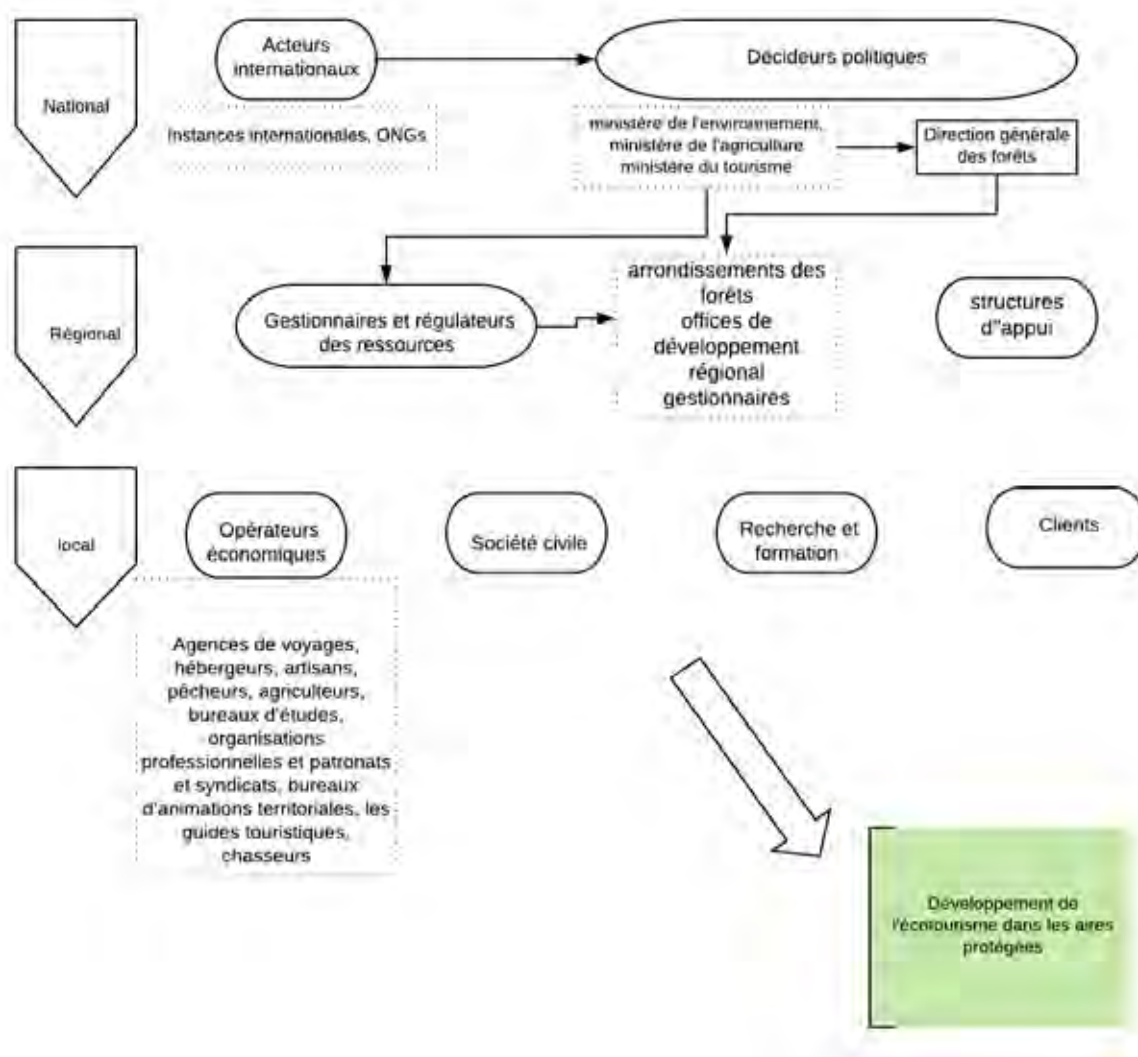 National
Acteurs
internationaux
Décideurs politiques
Instances internationales, ONGs
ministère de l'environnement,
ministère de l'agriculture
ministère du tourisme
Direction générale
des forêts
Régional
Gestionnaires et régulateurs
des ressources
arrondissements des
forêts
offices de
développement
régional
gestionnaires
structures
d"appui
local
Opérateurs
économiques
Société civile
Recherche et
formation
Clients
Agences de voyages,
hébergeurs, artisans,
pêcheurs, agriculteurs,
bureaux d'études,
organisations
professionnelles et patronats
et syndicats, bureaux
d'animations territoriales, les
guides touristiques,
chasseurs
Développement de
l'écotourisme dans les aires
protégées